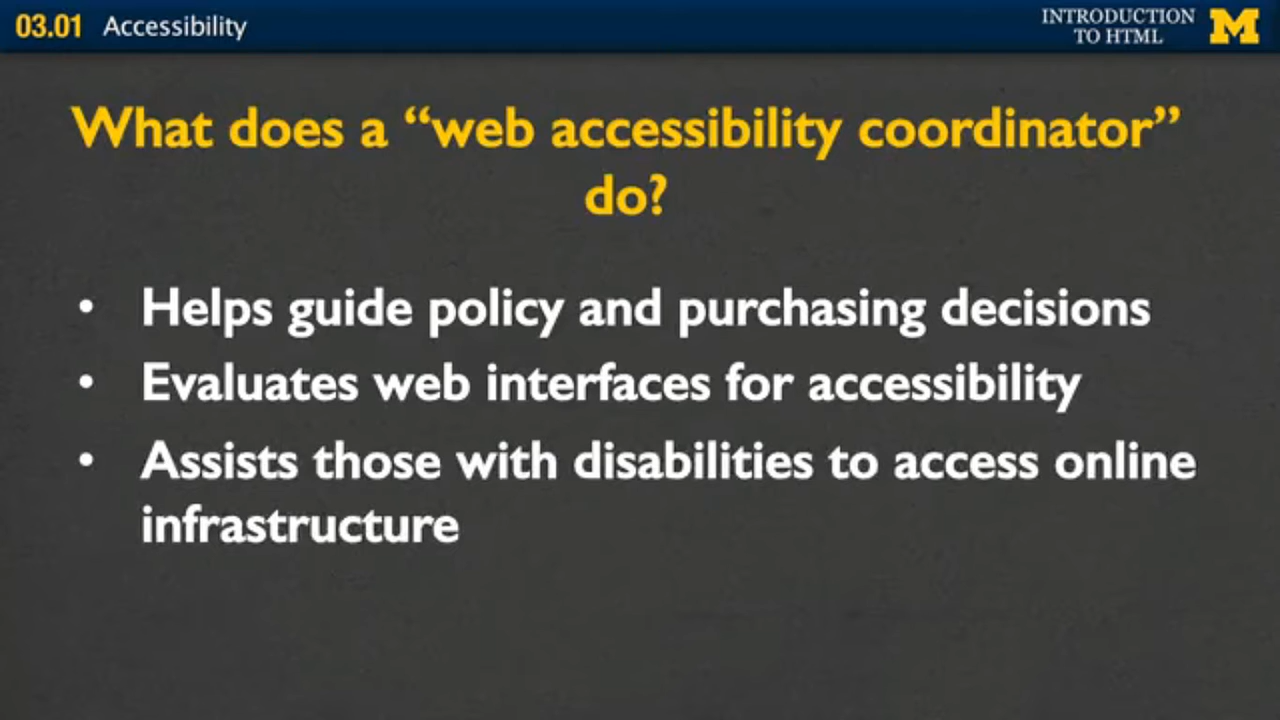 03.01 Accessibility
INTRODUCTION
TO HTML
M
What does a “web accessibility coordinator”
do?
• Helps guide policy and purchasing decisions
• Evaluates web interfaces for accessibility
• Assists those with disabilities to access online
infrastructure